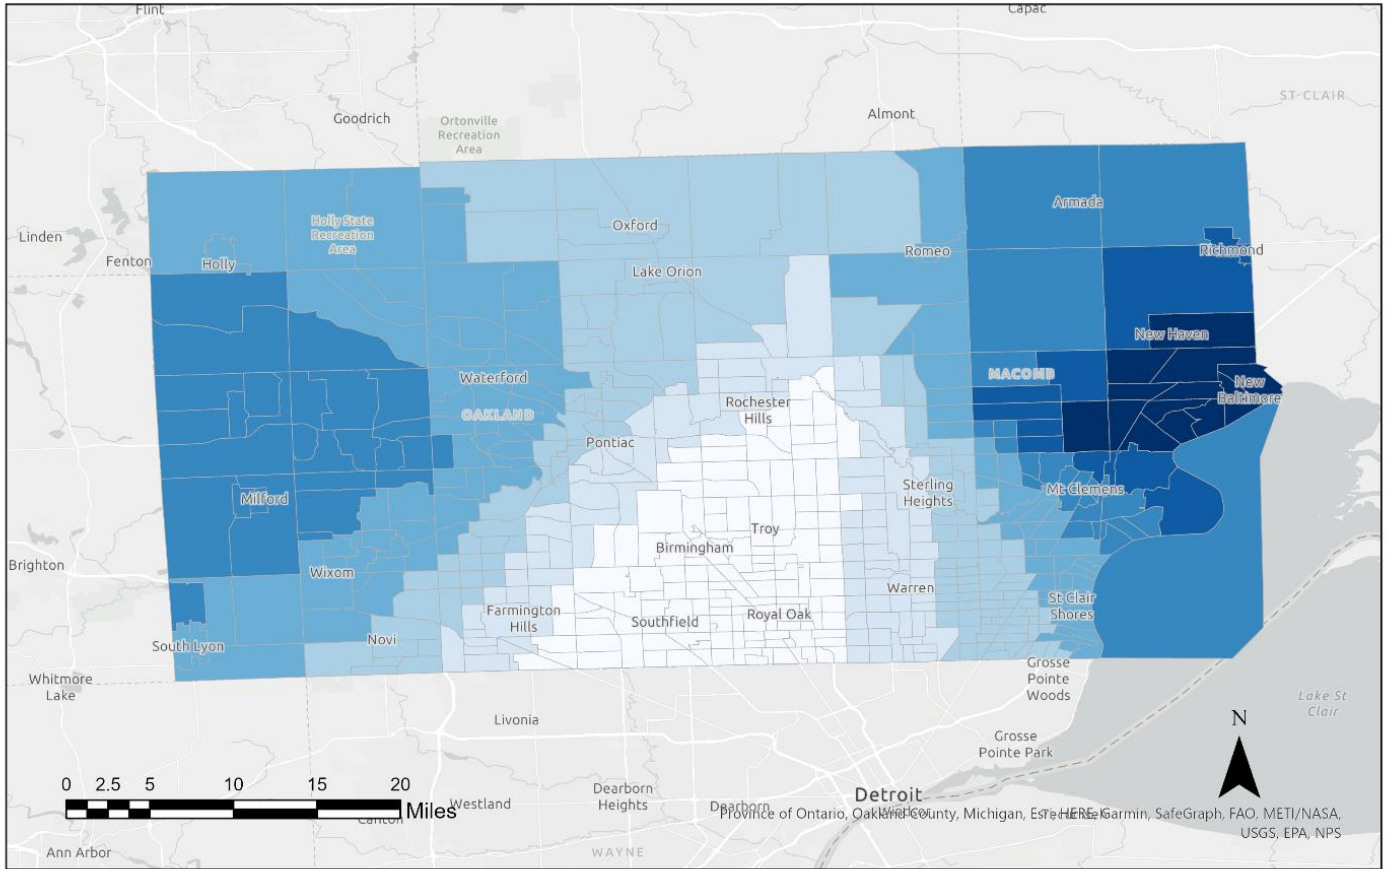 Flint
Capac
ST CLAIR
Goodrich
Ortonville
Recreation
Area
Almont
Holly State
Recreation
Area
Armada
Linden
Oxford
Fenton
Holly
Romeo
Richmond
Lake Orion
New Haven
Waterford
MACOMB
New
Baltimore
OAKLAND
Rochester
Hills
Pontiac
Milford
Sterling
Heights
Mt Clemens
Troy
Birmingham
Brighton
Wixom
Warren
St Clair
Shores
Farmington
Hills
Southfield
Royal Oak
South Lyon
Novi
Grosse
Pointe
Woods
Whitmore
Lake
Lake St
Clair
Livonia
N
Grosse
Pointe Park
0 2.5 5 10 15 20
Miles
Westland
Dearborn
Heights
Dearborn
Detroit
Windsor
Canton
Province of Ontario, Oakland County, Michigan, Esri, HERE, Garmin, SafeGraph, FAO, METI/NASA,
USGS, EPA, NPS
Ann Arbor
WAYNE